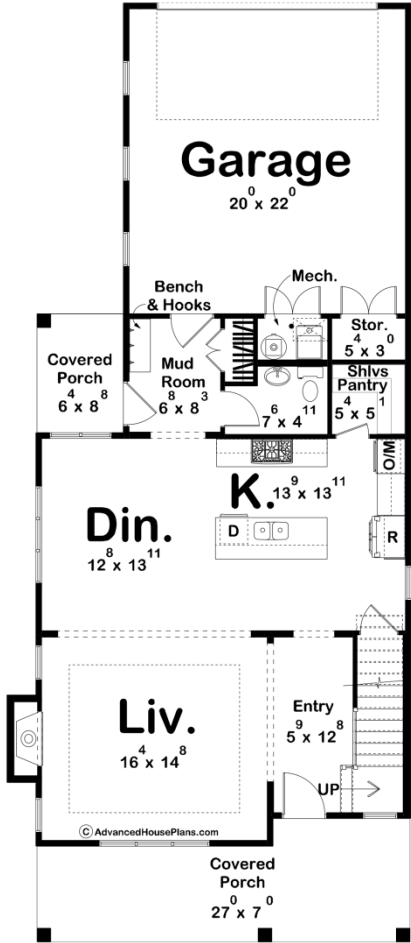 Garage
20⁰ x 22⁰
Mech.
Bench
& Hooks
Stor.
5⁴ x 3⁰
Covered
Porch
6⁴ x 8⁸
Mud
Room
6⁸ x 8³
7⁶ x 4¹¹
Shlvs
Pantry
5⁴ x 5¹
O/M
K.
13⁹ x 13¹¹
Din.
12⁸ x 13¹¹
D
R
Liv.
16⁴ x 14⁸
Entry
5⁹ x 12⁸
UP
© AdvancedHousePlans.com
Covered
Porch
27⁰ x 7⁰